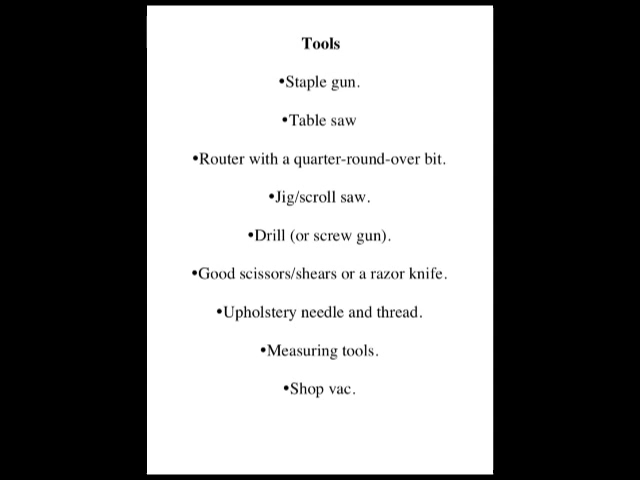 Tools
•Staple gun.
•Table saw
•Router with a quarter-round-over bit.
•Jig/scroll saw.
•Drill (or screw gun).
•Good scissors/shears or a razor knife.
•Upholstery needle and thread.
•Measuring tools.
•Shop vac.